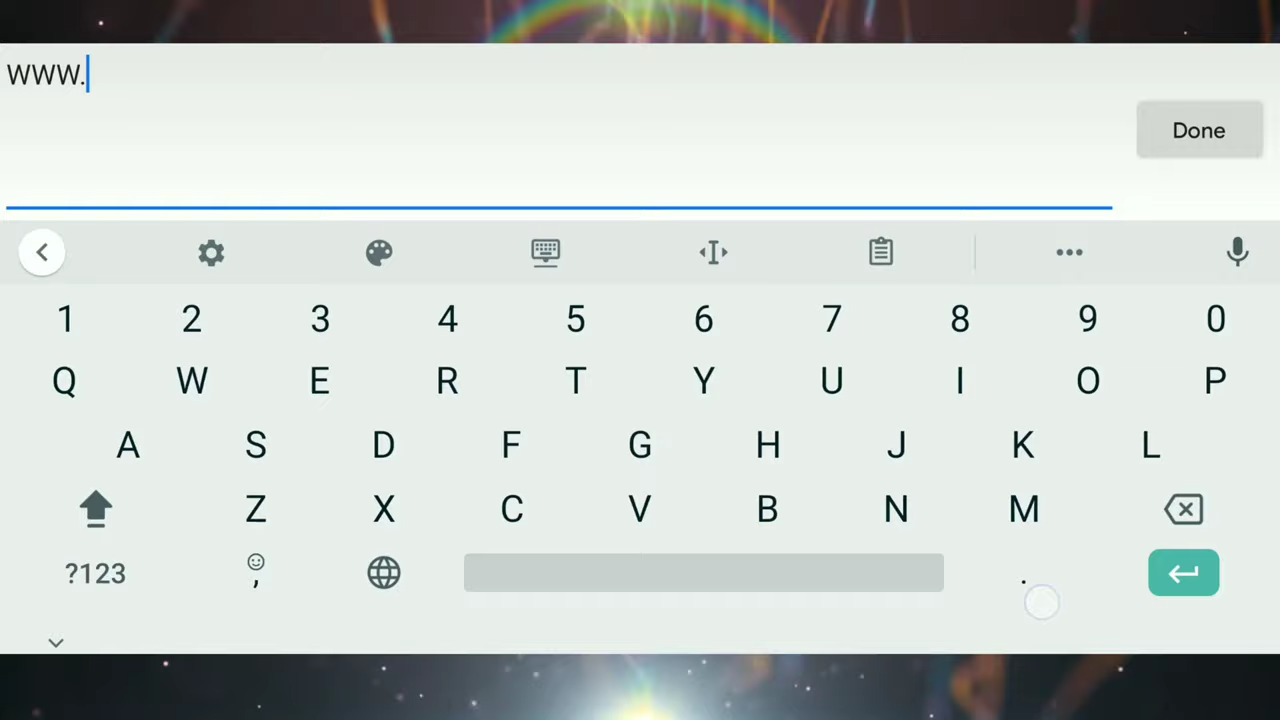 WWW.
Done
1 2 3 4 5 6 7 8 9 0
Q W E R T Y U I O P
A S D F G H J K L
Z X C V B N M
?123 , .